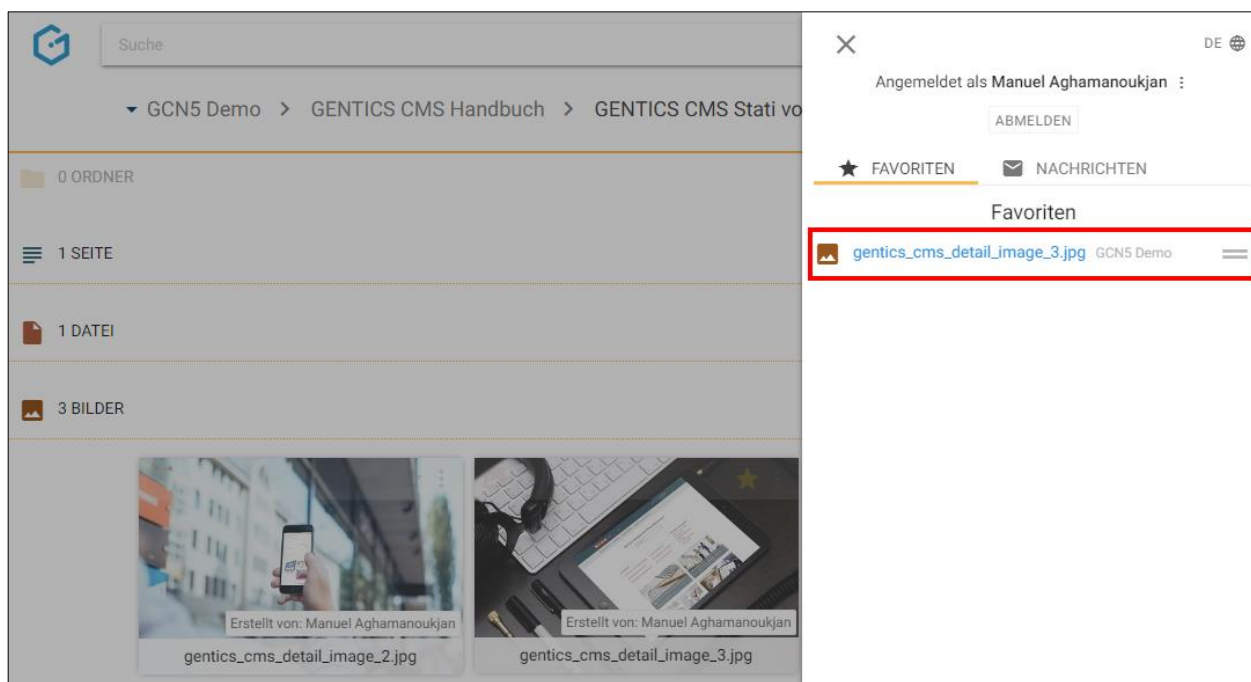 Suche
GCN5 Demo > GENTICS CMS Handbuch > GENTICS CMS Stati vo
0 ORDNER
1 SEITE
1 DATEI
3 BILDER
Erstellt von: Manuel Aghamanoukjan
gentics_cms_detail_image_2.jpg
Erstellt von: Manuel Aghamanoukjan
gentics_cms_detail_image_3.jpg
DE
Angemeldet als Manuel Aghamanoukjan
ABMELDEN
FAVORITEN NACHRICHTEN
Favoriten
gentics_cms_detail_image_3.jpg GCN5 Demo